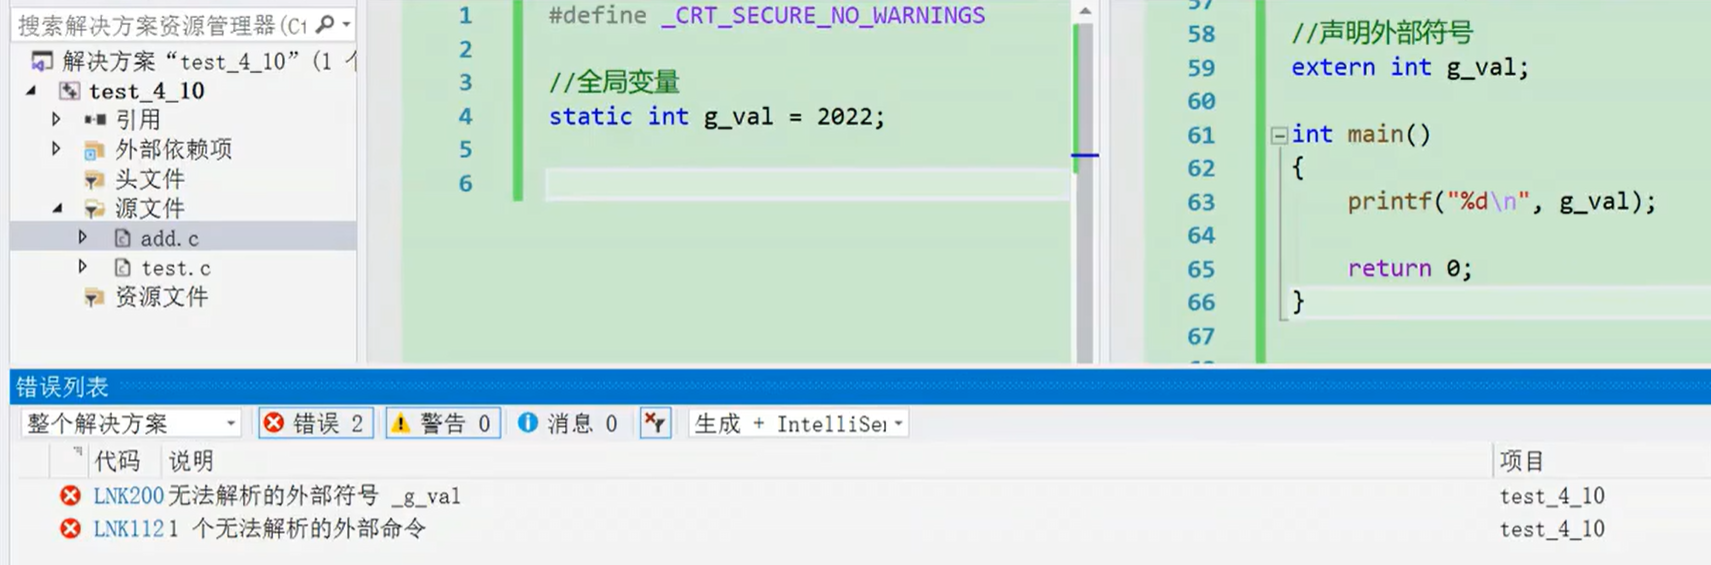 搜索解决方案资源管理器(Ct
解决方案“test_4_10”(1 个
test_4_10
引用
外部依赖项
头文件
源文件
add.c
test.c
资源文件
1 #define _CRT_SECURE_NO_WARNINGS
2
3 //全局变量
4 static int g_val = 2022;
5
6
57
58 //声明外部符号
59 extern int g_val;
60
61 int main()
62 {
63 printf("%d\n", g_val);
64
65 return 0;
66 }
67
错误列表
整个解决方案 错误 2 警告 0 消息 0 生成 + IntelliSen
代码 说明 项目
LNK200 无法解析的外部符号 _g_val test_4_10
LNK112 1 个无法解析的外部命令 test_4_10